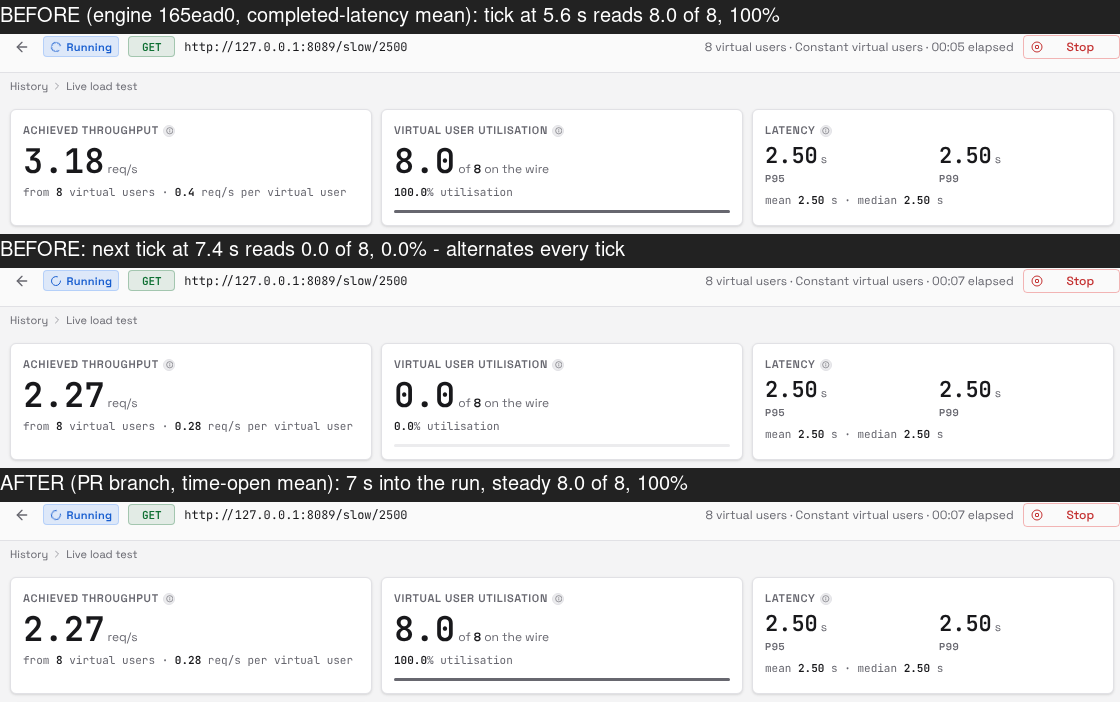 BEFORE (engine 165ead0, completed-latency mean): tick at 5.6 s reads 8.0 of 8, 100%
← Running GET http://127.0.0.1:8089/slow/2500 8 virtual users · Constant virtual users · 00:05 elapsed Stop
History > Live load test
ACHIEVED THROUGHPUT VIRTUAL USER UTILISATION LATENCY
3.18 req/s 8.0 of 8 on the wire 2.50 s 2.50 s
P95 P99
from 8 virtual users · 0.4 req/s per virtual user 100.0% utilisation mean 2.50 s · median 2.50 s
BEFORE: next tick at 7.4 s reads 0.0 of 8, 0.0% - alternates every tick
← Running GET http://127.0.0.1:8089/slow/2500 8 virtual users · Constant virtual users · 00:07 elapsed Stop
History > Live load test
ACHIEVED THROUGHPUT VIRTUAL USER UTILISATION LATENCY
2.27 req/s 0.0 of 8 on the wire 2.50 s 2.50 s
P95 P99
from 8 virtual users · 0.28 req/s per virtual user 0.0% utilisation mean 2.50 s · median 2.50 s
AFTER (PR branch, time-open mean): 7 s into the run, steady 8.0 of 8, 100%
← Running GET http://127.0.0.1:8089/slow/2500 8 virtual users · Constant virtual users · 00:07 elapsed Stop
History > Live load test
ACHIEVED THROUGHPUT VIRTUAL USER UTILISATION LATENCY
2.27 req/s 8.0 of 8 on the wire 2.50 s 2.50 s
P95 P99
from 8 virtual users · 0.28 req/s per virtual user 100.0% utilisation mean 2.50 s · median 2.50 s